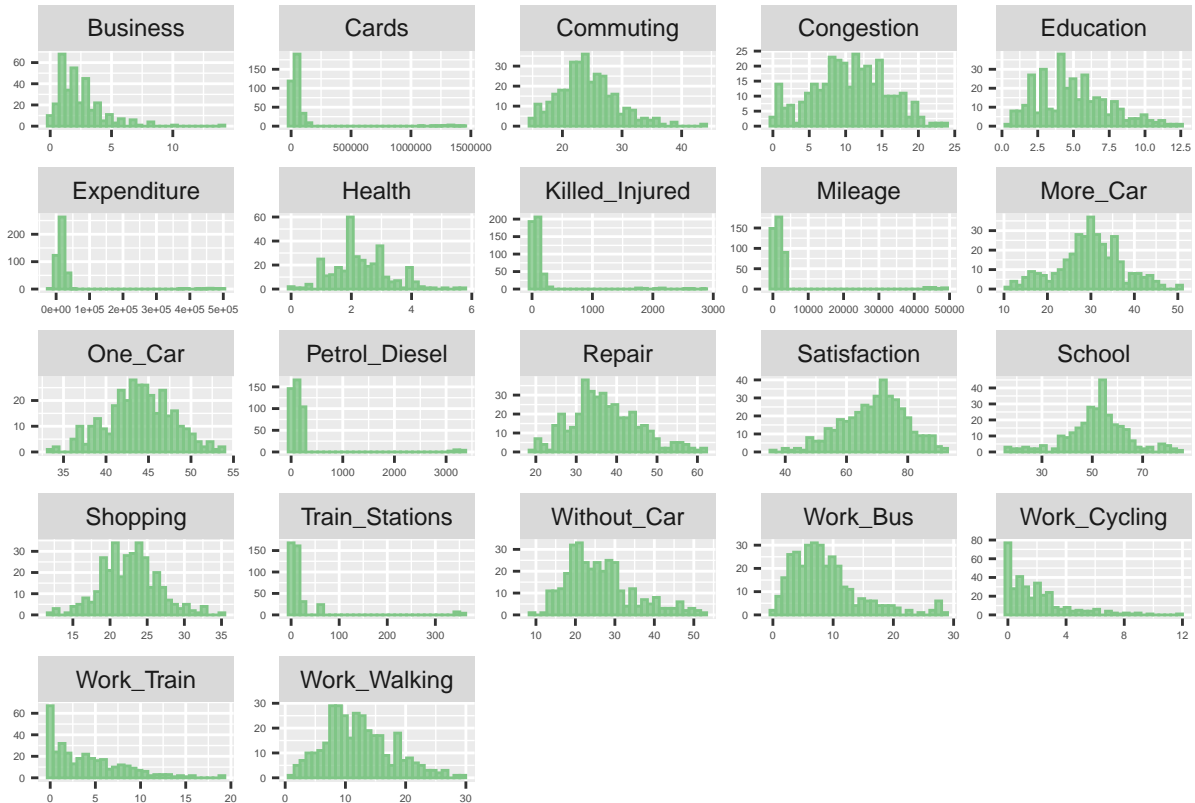 Business Cards Commuting Congestion Education
60 40 20 0
0 5 10
150 100 50 0
0 500000 1000000 1500000
30 20 10 0
20 30 40
25 20 15 10 5 0
0 5 10 15 20 25
30 20 10 0
0.0 2.5 5.0 7.5 10.0 12.5
Expenditure Health Killed_Injured Mileage More_Car
200 100 0
0e+00 1e+05 2e+05 3e+05 4e+05 5e+05
60 40 20 0
0 2 4 6
200 150 100 50 0
0 1000 2000 3000
150 100 50 0
0 10000 20000 30000 40000 50000
30 20 10 0
10 20 30 40 50
One_Car Petrol_Diesel Repair Satisfaction School
20 10 0
35 40 45 50 55
150 100 50 0
0 1000 2000 3000
30 20 10 0
20 30 40 50 60
40 30 20 10 0
40 60 80
40 30 20 10 0
30 50 70
Shopping Train_Stations Without_Car Work_Bus Work_Cycling
30 20 10 0
15 20 25 30 35
150 100 50 0
0 100 200 300
30 20 10 0
10 20 30 40 50
30 20 10 0
0 10 20 30
80 60 40 20 0
0 4 8 12
Work_Train Work_Walking
60 40 20 0
0 5 10 15 20
30 20 10 0
0 10 20 30